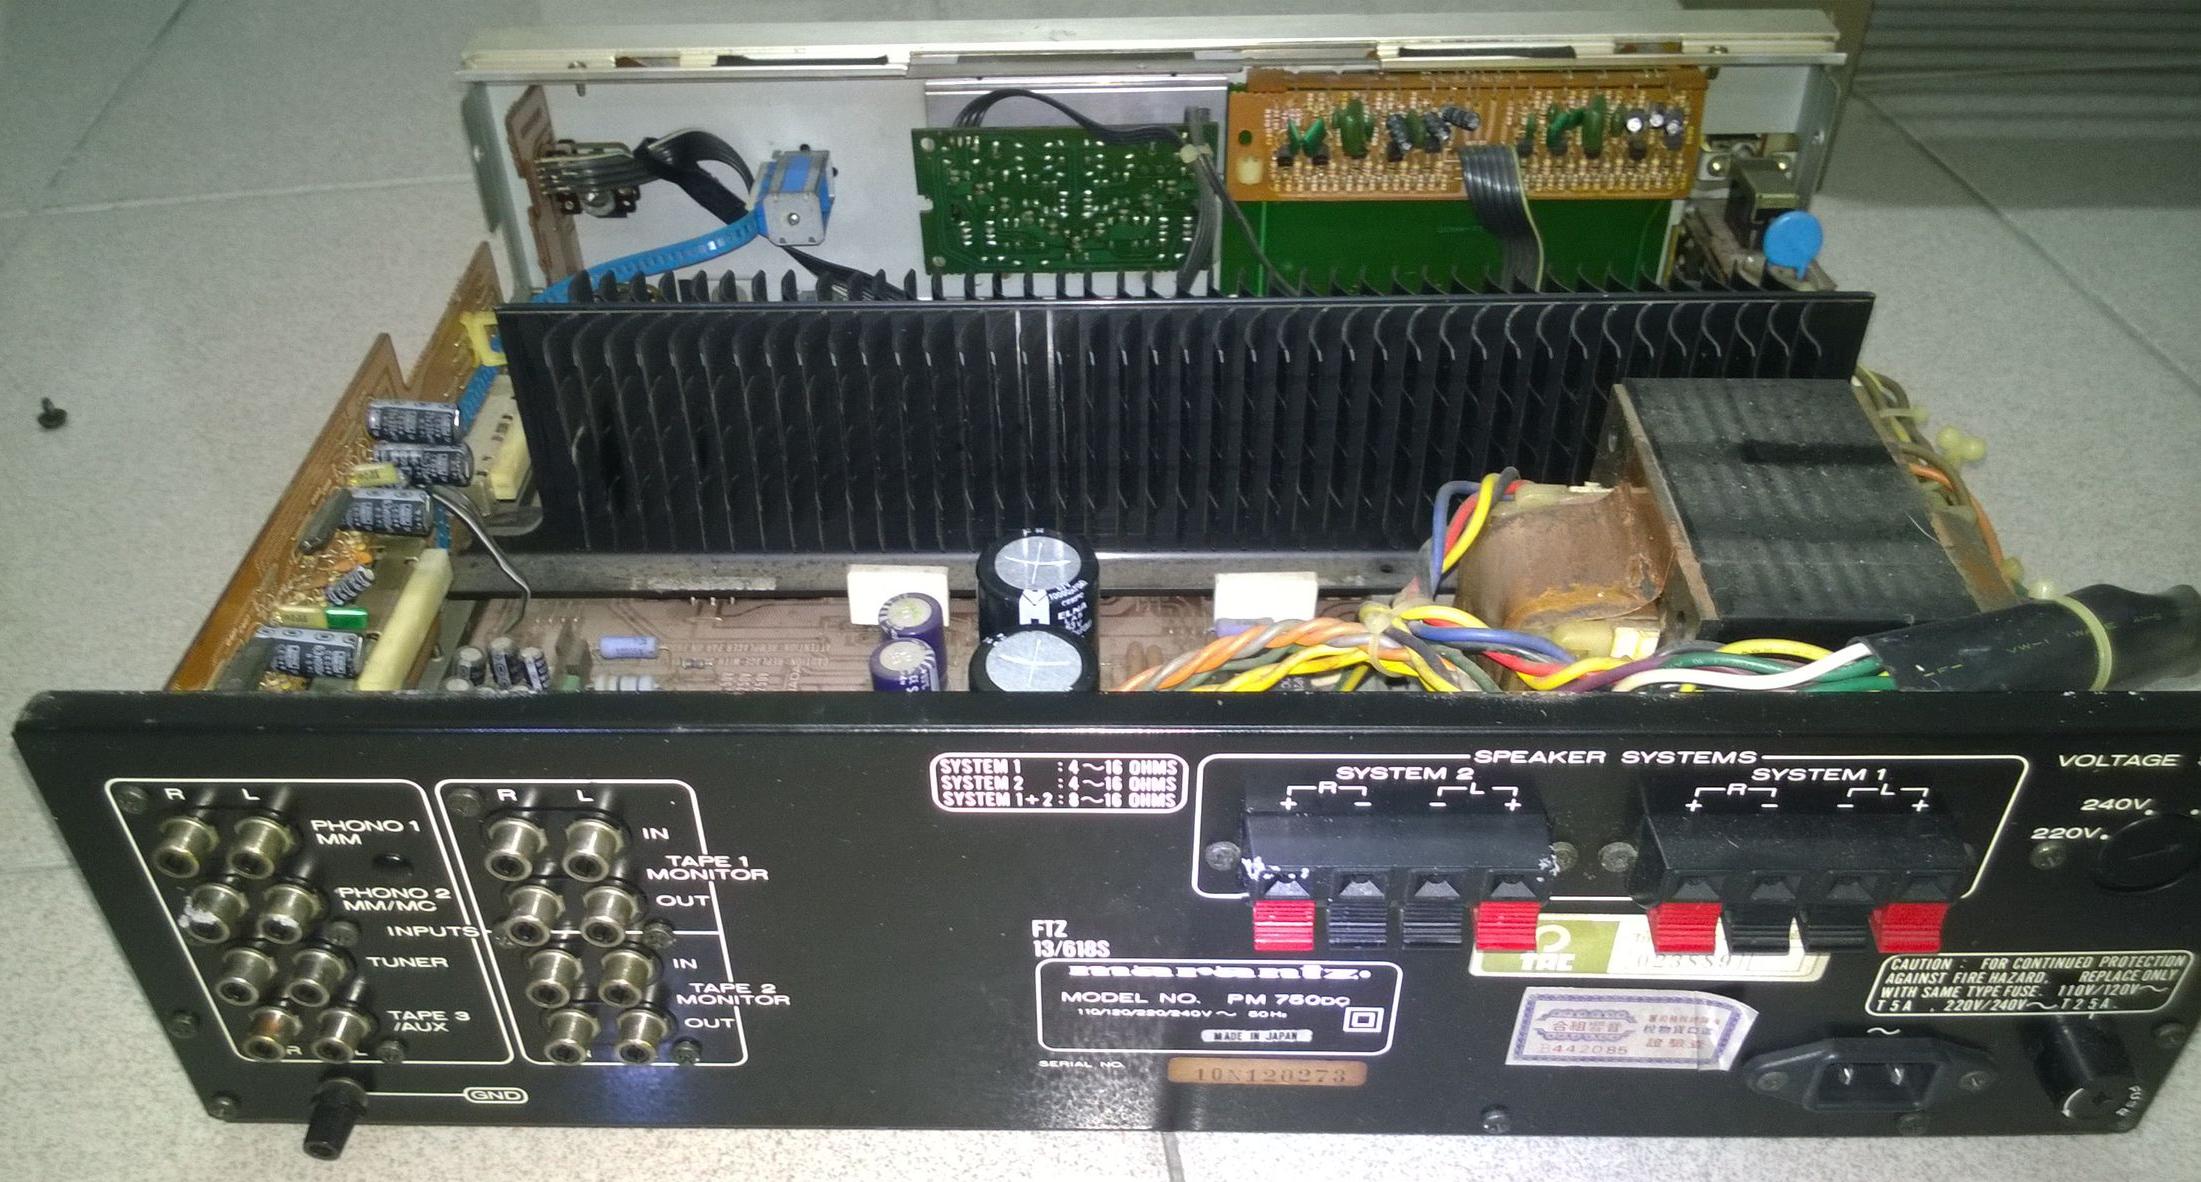 ELNA
R L
PHONO 1
MM
PHONO 2
MM/MC
INPUTS
TUNER
TAPE 3
/AUX
R L
GND
R L
IN
TAPE 1
MONITOR
OUT
IN
TAPE 2
MONITOR
OUT
SYSTEM 1 : 4～16 OHMS
SYSTEM 2 : 4～16 OHMS
SYSTEM 1+2 : 8～16 OHMS
SPEAKER SYSTEMS
SYSTEM 2
+ R - - L +
SYSTEM 1
+ R - - L +
VOLTAGE
240V
220V
FTZ
13/618S
marantz.
MODEL NO. PM 750DQ
110/120/220/240V ~ 50Hz
MADE IN JAPAN
SERIAL NO.
10N120273
TAC
CAUTION : FOR CONTINUED PROTECTION
AGAINST FIRE HAZARD, REPLACE ONLY
WITH SAME TYPE FUSE. 110V/120V~
T 5A , 220V/240V~ T 2.5A.
B442085
~